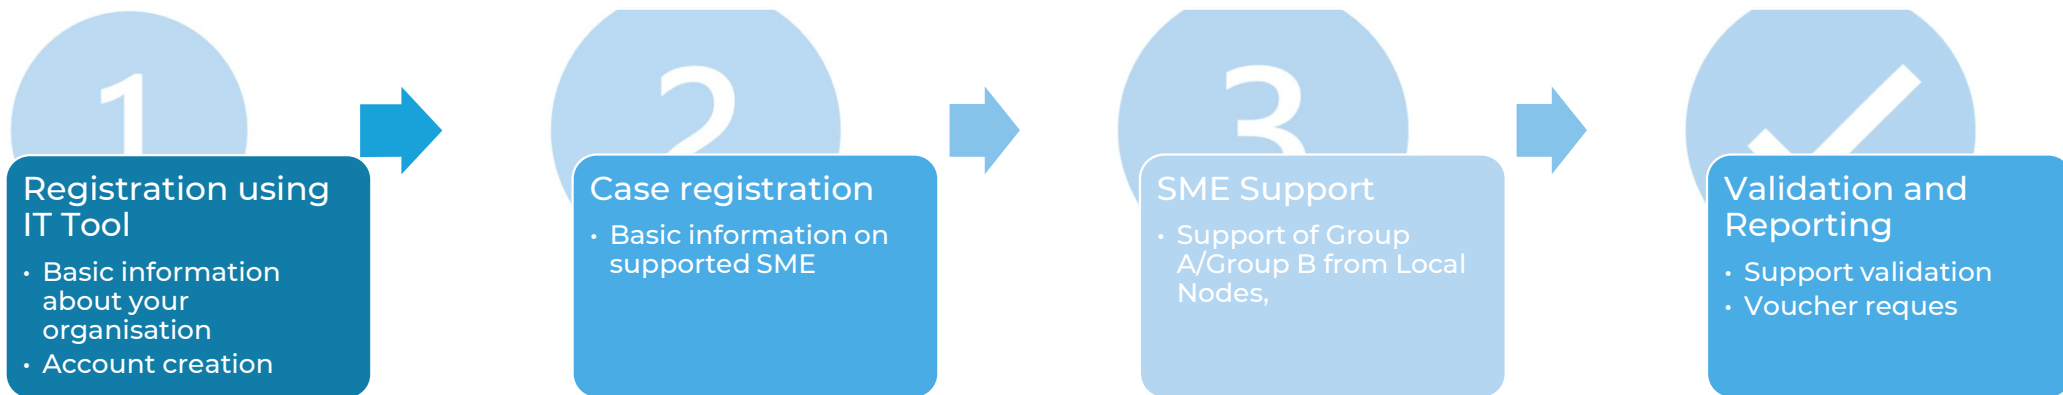 1
Registration using
IT Tool
· Basic information
about your
organisation
· Account creation
2
Case registration
· Basic information on
supported SME
3
SME Support
· Support of Group
A/Group B from Local
Nodes,
Validation and
Reporting
· Support validation
· Voucher reques